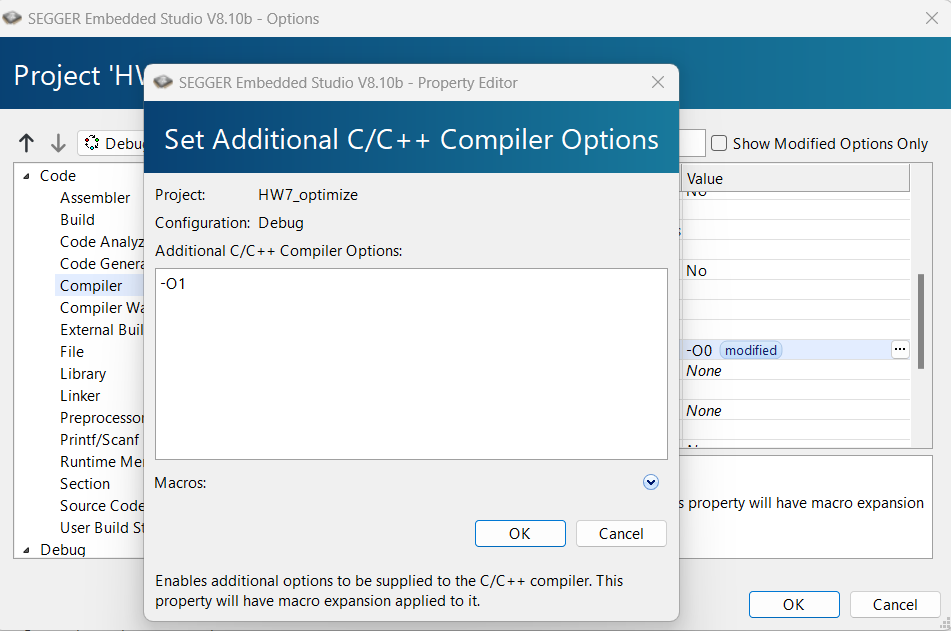 SEGGER Embedded Studio V8.10b - Options
Project 'HW
SEGGER Embedded Studio V8.10b - Property Editor
Set Additional C/C++ Compiler Options
Debu
Show Modified Options Only
Code
Assembler
Build
Code Analyz
Code Genera
Compiler
Compiler Wa
External Buil
File
Library
Linker
Preprocessor
Printf/Scanf
Runtime Me
Section
Source Code
User Build St
Debug
Project: HW7_optimize
Configuration: Debug
Additional C/C++ Compiler Options:
-O1
Macros:
OK Cancel
Enables additional options to be supplied to the C/C++ compiler. This
property will have macro expansion applied to it.
Value
No
No
-O0 modified ...
None
None
s property will have macro expansion
OK Cancel